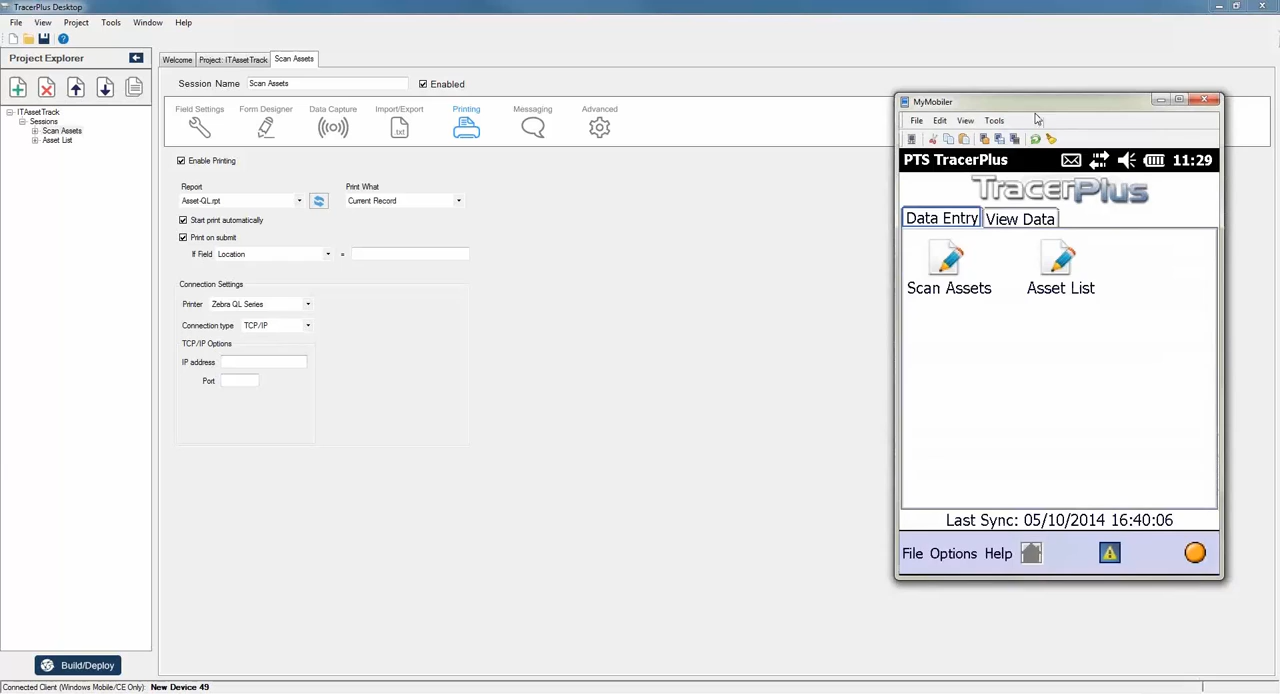 TracerPlus Desktop
File View Project Tools Window Help
Project Explorer
ITAssetTrack
Sessions
Scan Assets
Asset List
Build/Deploy
Welcome Project: ITAssetTrack Scan Assets
Session Name Scan Assets Enabled
Field Settings Form Designer Data Capture Import/Export Printing Messaging Advanced
txt
Enable Printing
Report Print What
Asset-QL.rpt Current Record
Start print automatically
Print on submit
If Field Location =
Connection Settings
Printer Zebra QL Series
Connection type TCP/IP
TCP/IP Options
IP address
Port
MyMobiler
File Edit View Tools
PTS TracerPlus 11:29
TracerPlus
Data Entry View Data
Scan Assets Asset List
Last Sync: 05/10/2014 16:40:06
File Options Help
Connected Client (Windows Mobile/CE Only) New Device 49